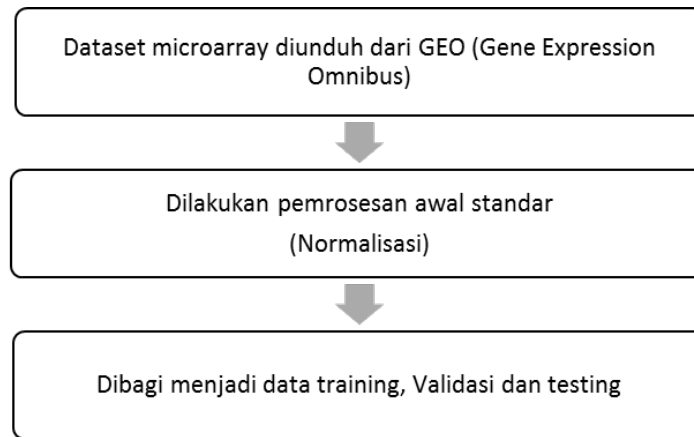 Dataset microarray diunduh dari GEO (Gene Expression
Omnibus)
Dilakukan pemrosesan awal standar
(Normalisasi)
Dibagi menjadi data training, Validasi dan testing